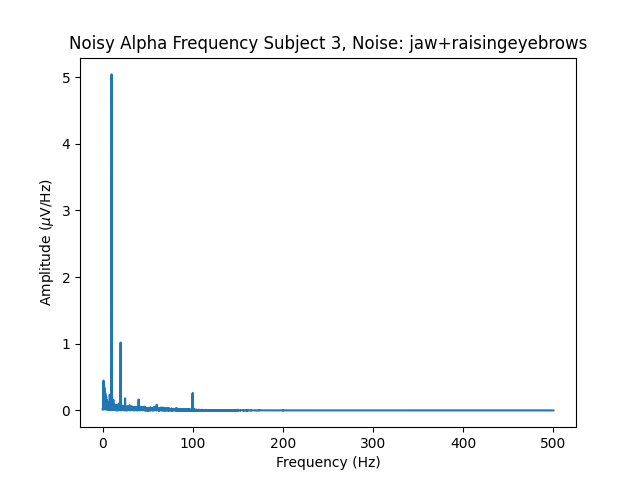 Noisy Alpha Frequency Subject 3, Noise: jaw+raisingeyebrows
5
4
3
2
1
0
Amplitude (μV/Hz)
0 100 200 300 400 500
Frequency (Hz)